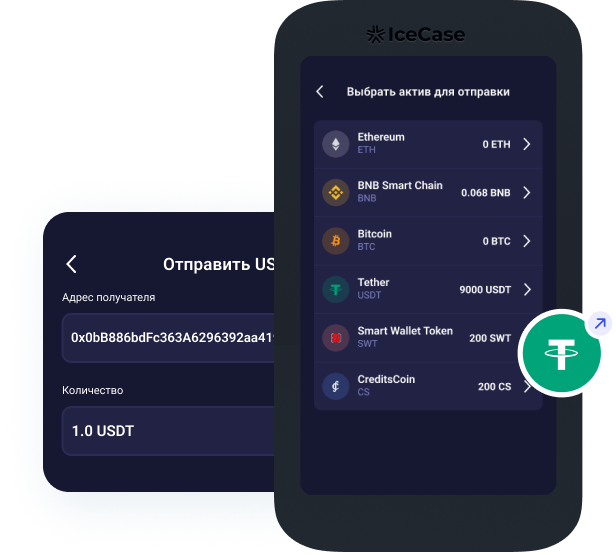 IceCase
Выбрать актив для отправки
Ethereum
ETH
0 ETH
BNB Smart Chain
BNB
0.068 BNB
Bitcoin
BTC
0 BTC
Tether
USDT
9000 USDT
Smart Wallet Token
SWT
200 SWT
CreditsCoin
CS
200 CS
Отправить US
Адрес получателя
0x0bB886bdFc363A6296392aa41
Количество
1.0 USDT